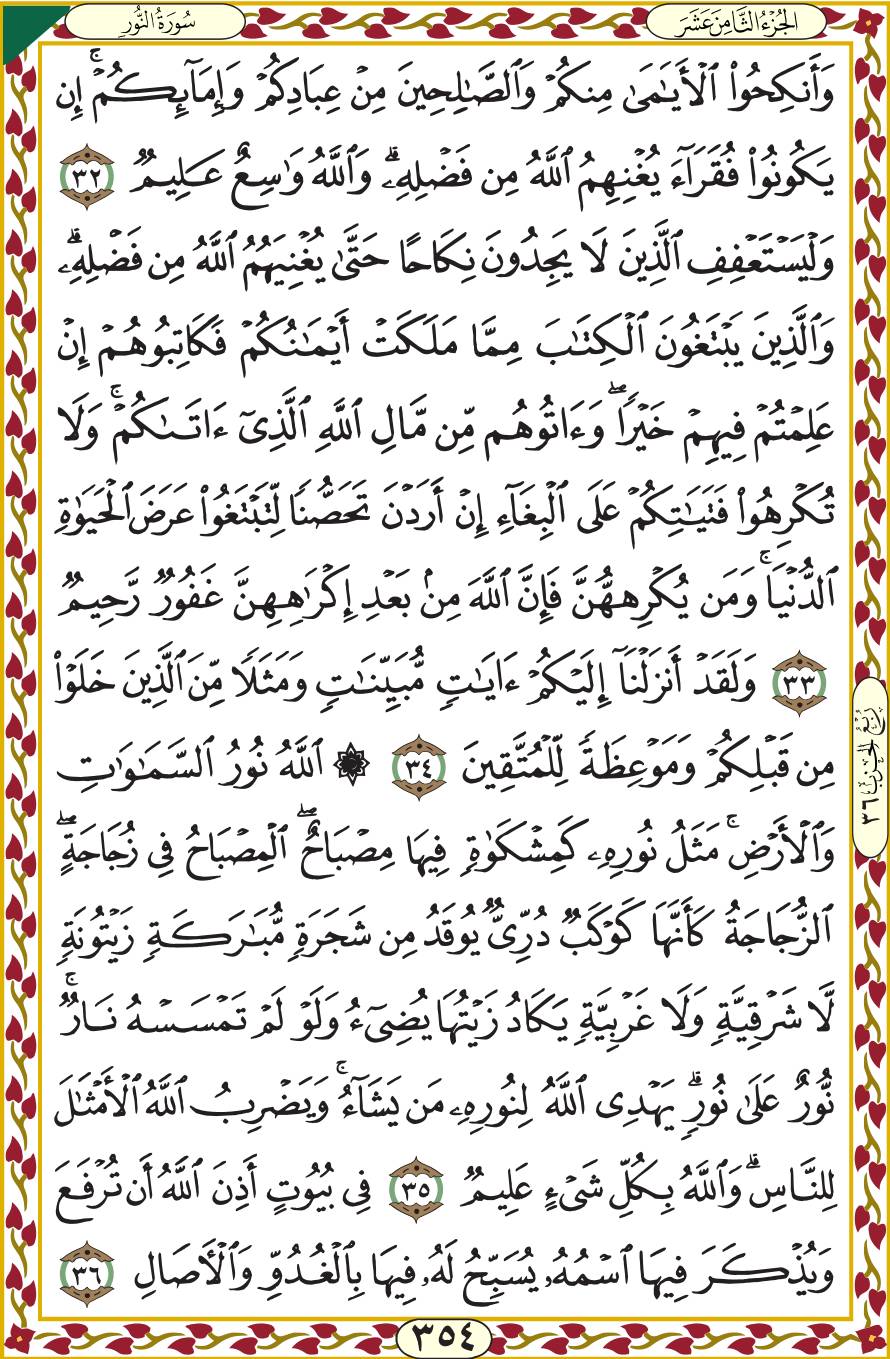 الجُزْءُ الثَّامِنَ عَشَرَ
سُورَةُ النُّورِ
وَأَنكِحُوا۟ ٱلْأَيَـٰمَىٰ مِنكُمْ وَٱلصَّـٰلِحِينَ مِنْ عِبَادِكُمْ وَإِمَآئِكُمْ ۚ إِن
يَكُونُوا۟ فُقَرَآءَ يُغْنِهِمُ ٱللَّهُ مِن فَضْلِهِۦ ۗ وَٱللَّهُ وَٰسِعٌ عَلِيمٌ ٣٢
وَلْيَسْتَعْفِفِ ٱلَّذِينَ لَا يَجِدُونَ نِكَاحًا حَتَّىٰ يُغْنِيَهُمُ ٱللَّهُ مِن فَضْلِهِۦ ۗ
وَٱلَّذِينَ يَبْتَغُونَ ٱلْكِتَـٰبَ مِمَّا مَلَكَتْ أَيْمَـٰنُكُمْ فَكَاتِبُوهُمْ إِنْ
عَلِمْتُمْ فِيهِمْ خَيْرًا ۖ وَءَاتُوهُم مِّن مَّالِ ٱللَّهِ ٱلَّذِىٓ ءَاتَىٰكُمْ ۚ وَلَا
تُكْرِهُوا۟ فَتَيَـٰتِكُمْ عَلَى ٱلْبِغَآءِ إِنْ أَرَدْنَ تَحَصُّنًا لِّتَبْتَغُوا۟ عَرَضَ ٱلْحَيَوٰةِ
ٱلدُّنْيَا ۚ وَمَن يُكْرِههُّنَّ فَإِنَّ ٱللَّهَ مِنۢ بَعْدِ إِكْرَٰهِهِنَّ غَفُورٌ رَّحِيمٌ
٣٣ وَلَقَدْ أَنزَلْنَآ إِلَيْكُمْ ءَايَـٰتٍ مُّبَيِّنَـٰتٍ وَمَثَلًا مِّنَ ٱلَّذِينَ خَلَوْا۟
مِن قَبْلِكُمْ وَمَوْعِظَةً لِّلْمُتَّقِينَ ٣٤ ۞ ٱللَّهُ نُورُ ٱلسَّمَـٰوَٰتِ
وَٱلْأَرْضِ ۚ مَثَلُ نُورِهِۦ كَمِشْكَوٰةٍ فِيهَا مِصْبَاحٌ ۖ ٱلْمِصْبَاحُ فِى زُجَاجَةٍ ۖ
ٱلزُّجَاجَةُ كَأَنَّهَا كَوْكَبٌ دُرِّىٌّ يُوقَدُ مِن شَجَرَةٍ مُّبَـٰرَكَةٍ زَيْتُونَةٍ
لَّا شَرْقِيَّةٍ وَلَا غَرْبِيَّةٍ يَكَادُ زَيْتُهَا يُضِىٓءُ وَلَوْ لَمْ تَمْسَسْهُ نَارٌ ۚ
نُّورٌ عَلَىٰ نُورٍ ۗ يَهْدِى ٱللَّهُ لِنُورِهِۦ مَن يَشَآءُ ۚ وَيَضْرِبُ ٱللَّهُ ٱلْأَمْثَـٰلَ
لِلنَّاسِ ۗ وَٱللَّهُ بِكُلِّ شَىْءٍ عَلِيمٌ ٣٥ فِى بُيُوتٍ أَذِنَ ٱللَّهُ أَن تُرْفَعَ
وَيُذْكَرَ فِيهَا ٱسْمُهُۥ يُسَبِّحُ لَهُۥ فِيهَا بِٱلْغُدُوِّ وَٱلْـَٔاصَالِ ٣٦
رُبْعُ الحِزْبِ ٣٦
٣٥٤